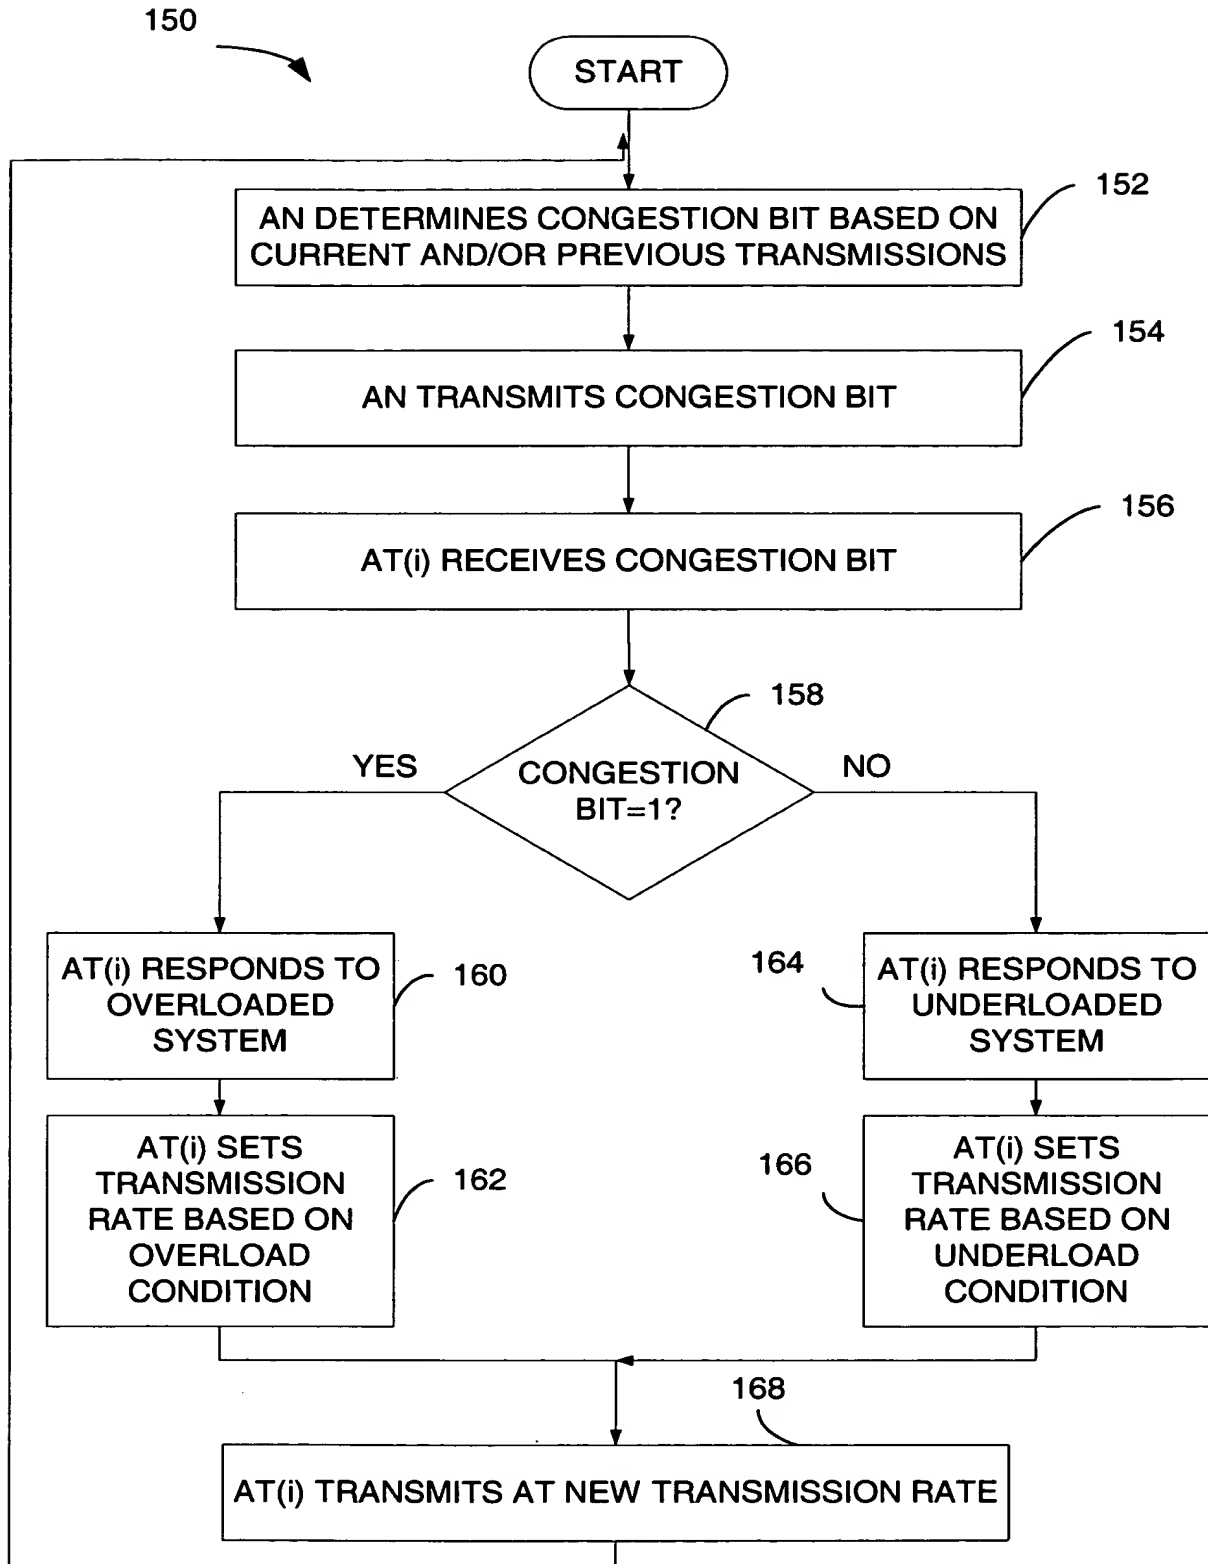 150
START
152
AN DETERMINES CONGESTION BIT BASED ON
CURRENT AND/OR PREVIOUS TRANSMISSIONS
154
AN TRANSMITS CONGESTION BIT
156
AT(i) RECEIVES CONGESTION BIT
158
YES
CONGESTION
BIT=1?
NO
AT(i) RESPONDS TO
OVERLOADED
SYSTEM
160
164
AT(i) RESPONDS TO
UNDERLOADED
SYSTEM
AT(i) SETS
TRANSMISSION
RATE BASED ON
OVERLOAD
CONDITION
162
166
AT(i) SETS
TRANSMISSION
RATE BASED ON
UNDERLOAD
CONDITION
168
AT(i) TRANSMITS AT NEW TRANSMISSION RATE